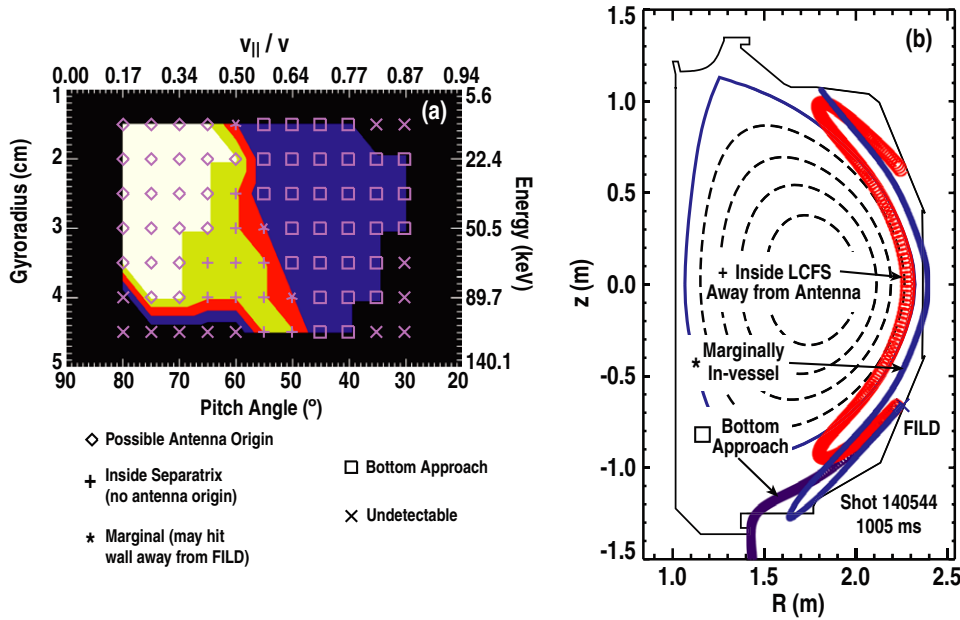 v|| / v
0.00 0.17 0.34 0.50 0.64 0.77 0.87 0.94
(a)
Gyroradius (cm)
1
2
3
4
5
5.6
22.4
50.5
89.7
140.1
Energy (keV)
90 80 70 60 50 40 30 20
Pitch Angle (°)
Possible Antenna Origin
Inside Separatrix
(no antenna origin)
Marginal (may hit
wall away from FILD)
Bottom Approach
Undetectable
(b)
z (m)
1.5
1.0
0.5
0.0
-0.5
-1.0
-1.5
+ Inside LCFS
Away from Antenna
Marginally
* In-vessel
Bottom
Approach
FILD
Shot 140544
1005 ms
1.0 1.5 2.0 2.5
R (m)